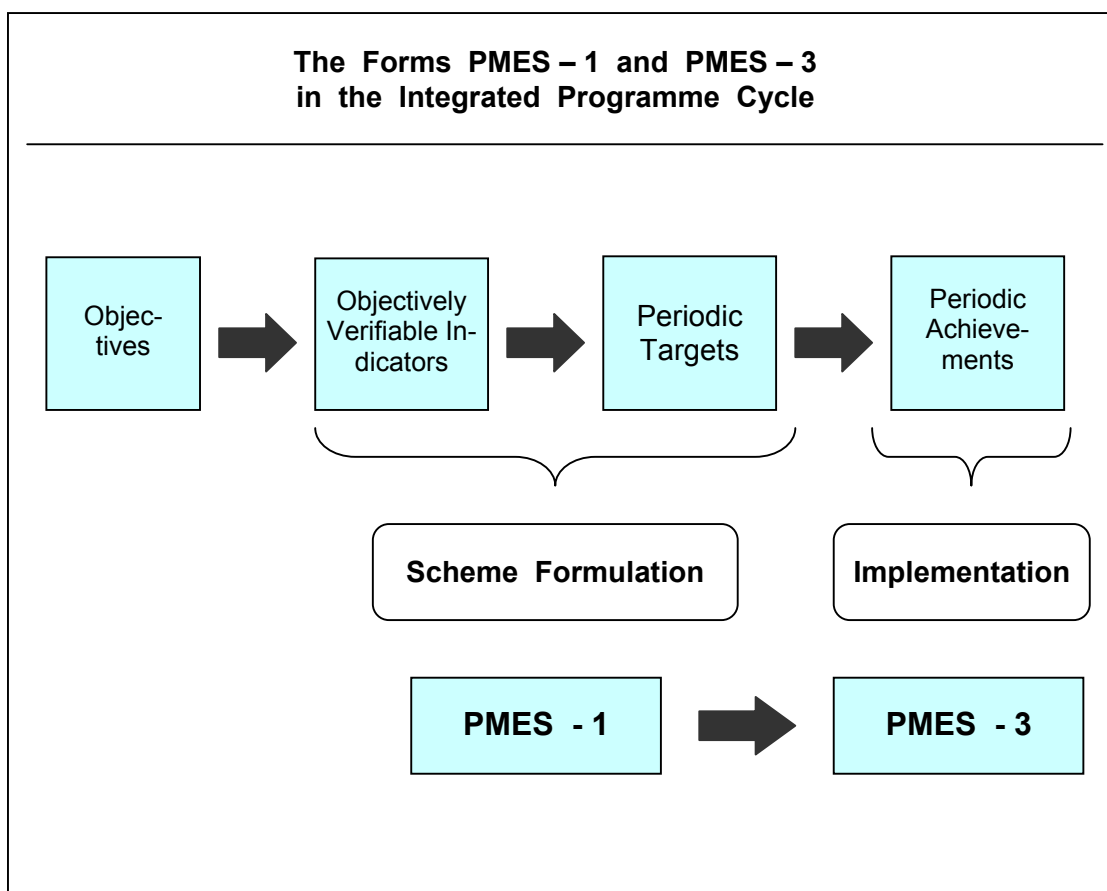 The Forms PMES – 1 and PMES – 3
in the Integrated Programme Cycle
Objec-
tives
Objectively
Verifiable In-
dicators
Periodic
Targets
Periodic
Achieve-
ments
Scheme Formulation
Implementation
PMES - 1
PMES - 3